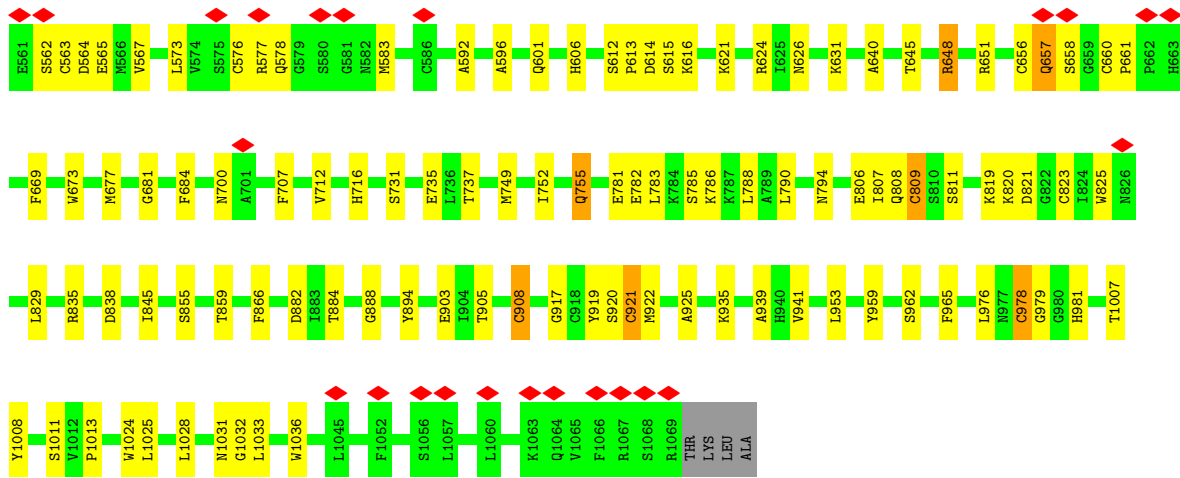 E561 S562 C563 D564 E565 M566 V567 L573 V574 S575 C576 R577 Q578 G579 S580 G581 N582 M583 C586 A592 A596 Q601 H606 S612 P613 D614 S615 K616 K621 R624 I625 N626 K631 A640 T645 R648 R651 C656 Q657 S658 G659 C660 P661 P662 H663
F669 W673 M677 G681 F684 N700 A701 F707 V712 H716 S731 E735 L736 T737 M749 I752 Q755 E781 E782 L783 K784 S785 K786 K787 L788 A789 L790 N794 E806 I807 Q808 C809 S810 S811 K819 K820 D821 G822 C823 I824 W825 N826
L829 R835 D838 I845 S855 T859 F866 D882 I883 T884 G888 Y894 E903 I904 T905 C908 G917 C918 Y919 S920 C921 M922 A925 K935 A939 H940 V941 L953 Y959 S962 F965 L976 N977 C978 G979 G980 H981 T1007
Y1008 S1011 V1012 P1013 W1024 L1025 L1028 N1031 G1032 L1033 W1036 L1045 F1052 S1056 L1057 L1060 K1063 Q1064 V1065 F1066 R1067 S1068 R1069 THR LYS LEU ALA